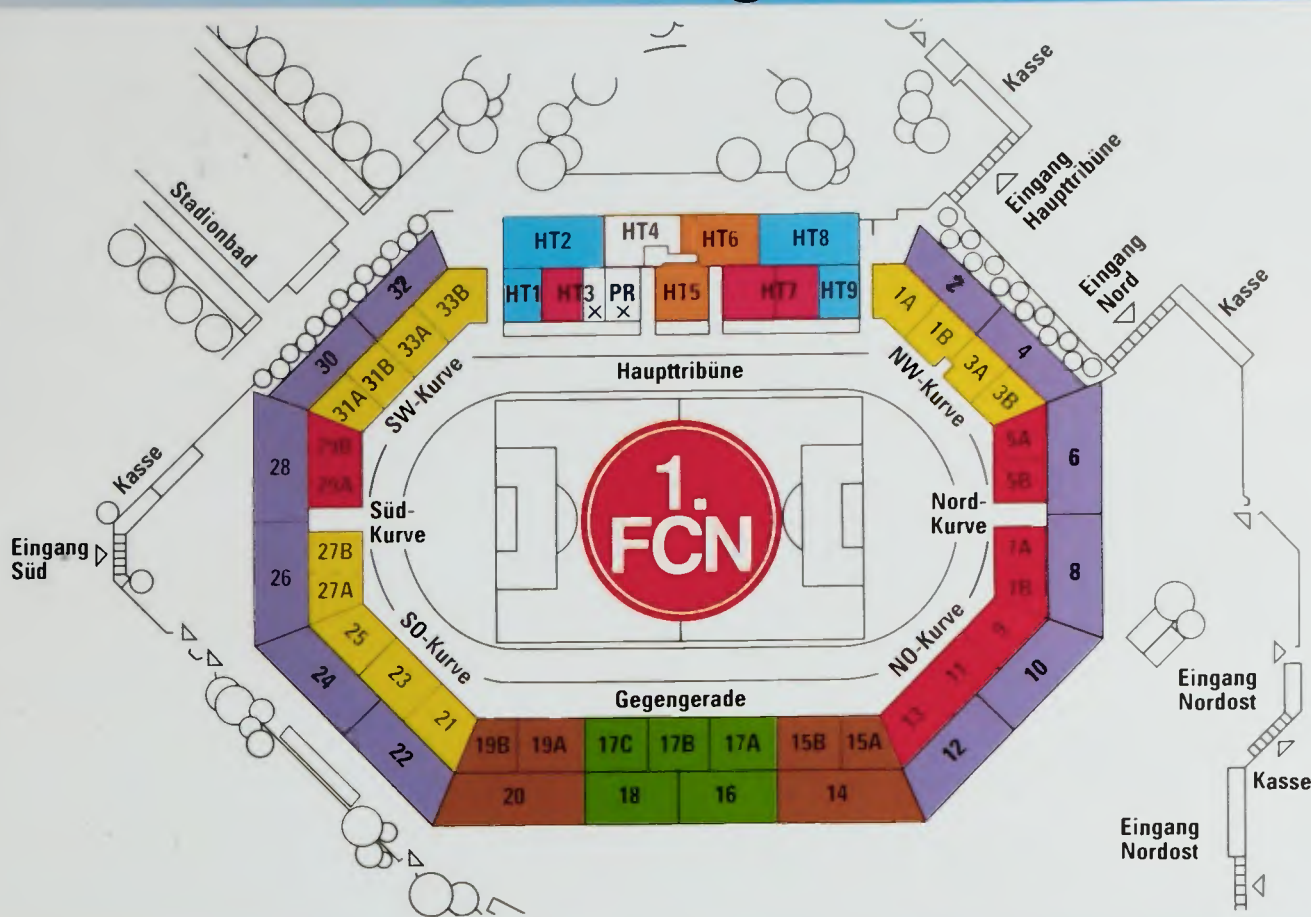 Kasse
Eingang
Haupttribüne
Stadionbad
Eingang
Nord
Kasse
HT2
HT4
HT6
HT8
HT1
HT3
PR
HT5
HT7
HT9
×
×
32
33B
30
33A
31B
31A
SW-Kurve
Haupttribüne
1A
2
1B
4
3A
3B
NW-Kurve
28
29B
29A
5A
5B
6
Kasse
Eingang
Süd
Süd-
Kurve
1.
FCN
Nord-
Kurve
26
27B
27A
7A
7B
8
25
24
23
21
22
SO-Kurve
NO-Kurve
9
10
11
13
12
Gegengerade
19B
19A
17C
17B
17A
15B
15A
20
18
16
14
Eingang
Nordost
Kasse
Eingang
Nordost